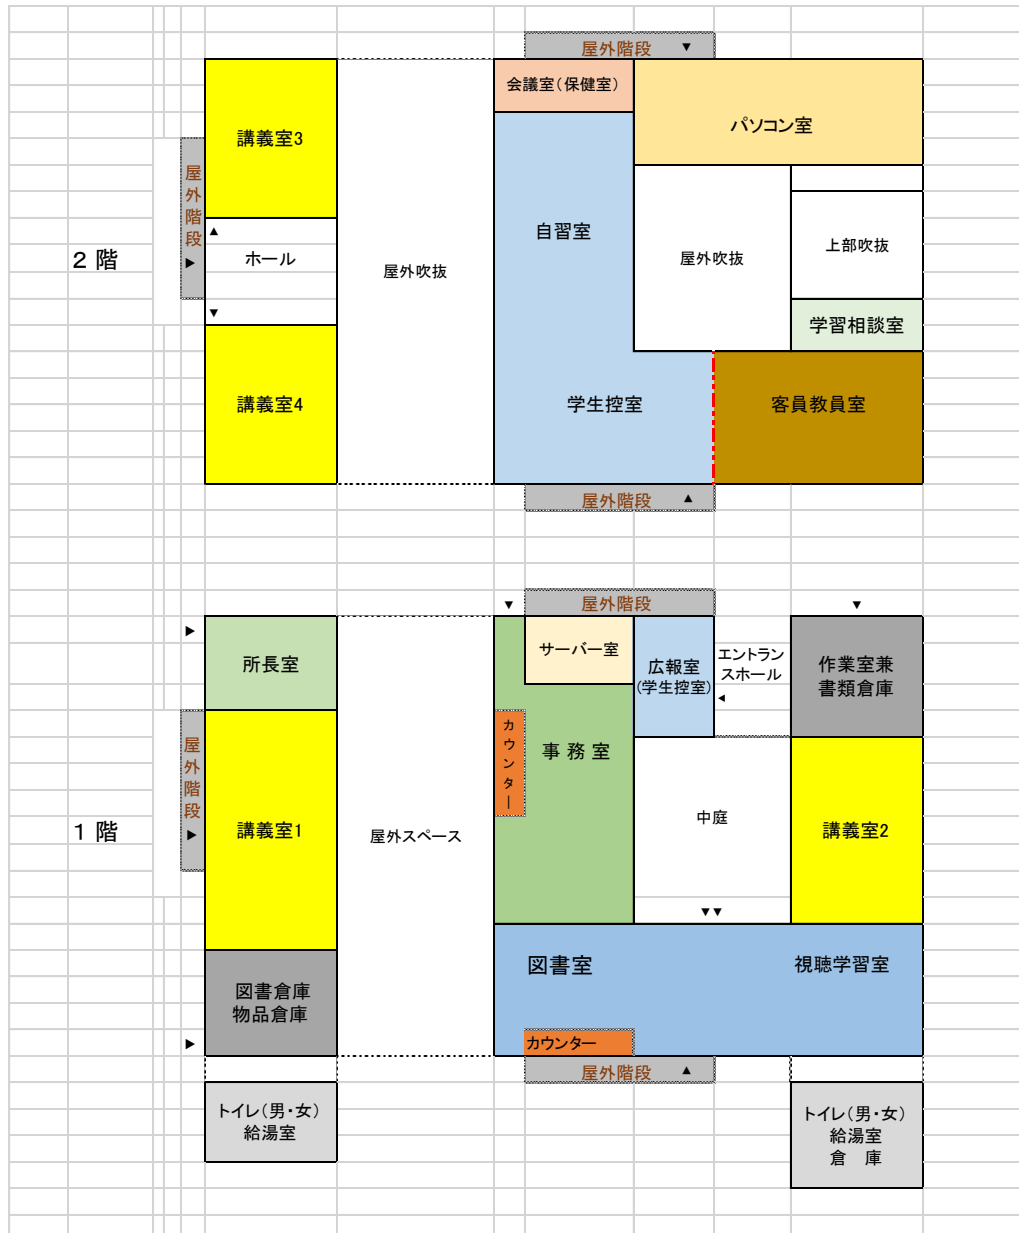 屋外階段 ▼
会議室(保健室)
パソコン室
講義室3
屋外階段▶
自習室
上部吹抜
▲
2 階
ホール
屋外吹抜
屋外吹抜
▼
学習相談室
講義室4
学生控室
客員教員室
屋外階段 ▲
▼
屋外階段
▼
▶
所長室
サーバー室
広報室
(学生控室)
エントラン
スホール
◀
作業室兼
書類倉庫
屋外階段▶
カウンター
事 務 室
1 階
講義室1
屋外スペース
中庭
講義室2
▼▼
図書室
視聴学習室
図書倉庫
物品倉庫
▶
カウンター
屋外階段 ▲
トイレ(男・女)
給湯室
トイレ(男・女)
給湯室
倉 庫